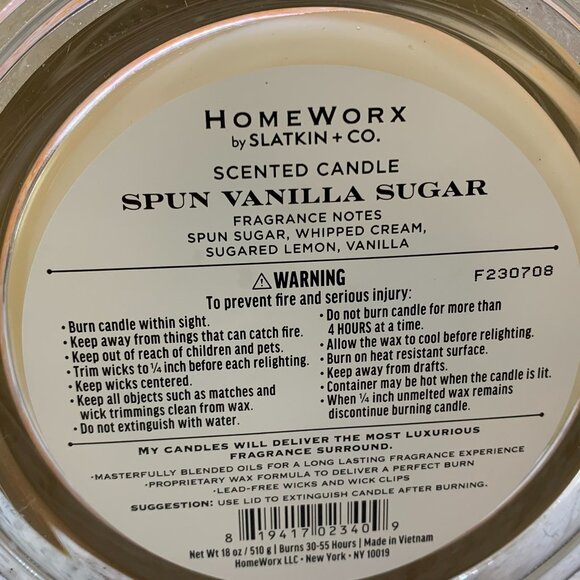 HOMEWORX
by SLATKIN + CO.
SCENTED CANDLE
SPUN VANILLA SUGAR
FRAGRANCE NOTES
SPUN SUGAR, WHIPPED CREAM,
SUGARED LEMON, VANILLA
⚠WARNING
F230708
To prevent fire and serious injury:
• Burn candle within sight.
• Keep away from things that can catch fire.
• Keep out of reach of children and pets.
• Trim wicks to ¼ inch before each relighting.
• Keep wicks centered.
• Keep all objects such as matches and
wick trimmings clean from wax.
• Do not extinguish with water.
• Do not burn candle for more than
4 HOURS at a time.
• Allow the wax to cool before relighting.
• Burn on heat resistant surface.
• Keep away from drafts.
• Container may be hot when the candle is lit.
• When ¼ inch unmelted wax remains
discontinue burning candle.
MY CANDLES WILL DELIVER THE MOST LUXURIOUS
FRAGRANCE SURROUND.
•MASTERFULLY BLENDED OILS FOR A LONG LASTING FRAGRANCE EXPERIENCE
•PROPRIETARY WAX FORMULA TO DELIVER A PERFECT BURN
•LEAD-FREE WICKS AND WICK CLIPS
SUGGESTION: USE LID TO EXTINGUISH CANDLE AFTER BURNING.
8 19417 02340 9
Net Wt 18 oz/ 510 g | Burns 30-55 Hours | Made in Vietnam
HomeWorx LLC • New York • NY 10019